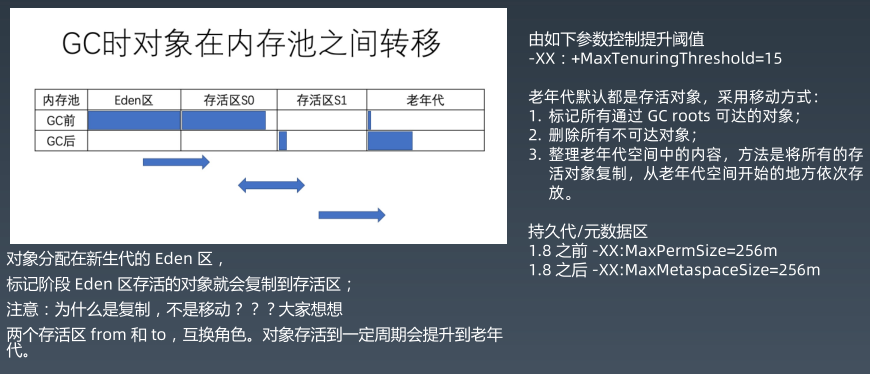 GC时对象在内存池之间转移
内存池 Eden区 存活区S0 存活区S1 老年代
GC前
GC后
对象分配在新生代的 Eden 区，
标记阶段 Eden 区存活的对象就会复制到存活区；
注意：为什么是复制，不是移动？？？大家想想
两个存活区 from 和 to，互换角色。对象存活到一定周期会提升到老年
代。
由如下参数控制提升阈值
-XX：+MaxTenuringThreshold=15
老年代默认都是存活对象，采用移动方式：
1. 标记所有通过 GC roots 可达的对象；
2. 删除所有不可达对象；
3. 整理老年代空间中的内容，方法是将所有的存
活对象复制，从老年代空间开始的地方依次存
放。
持久代/元数据区
1.8 之前 -XX:MaxPermSize=256m
1.8 之后 -XX:MaxMetaspaceSize=256m